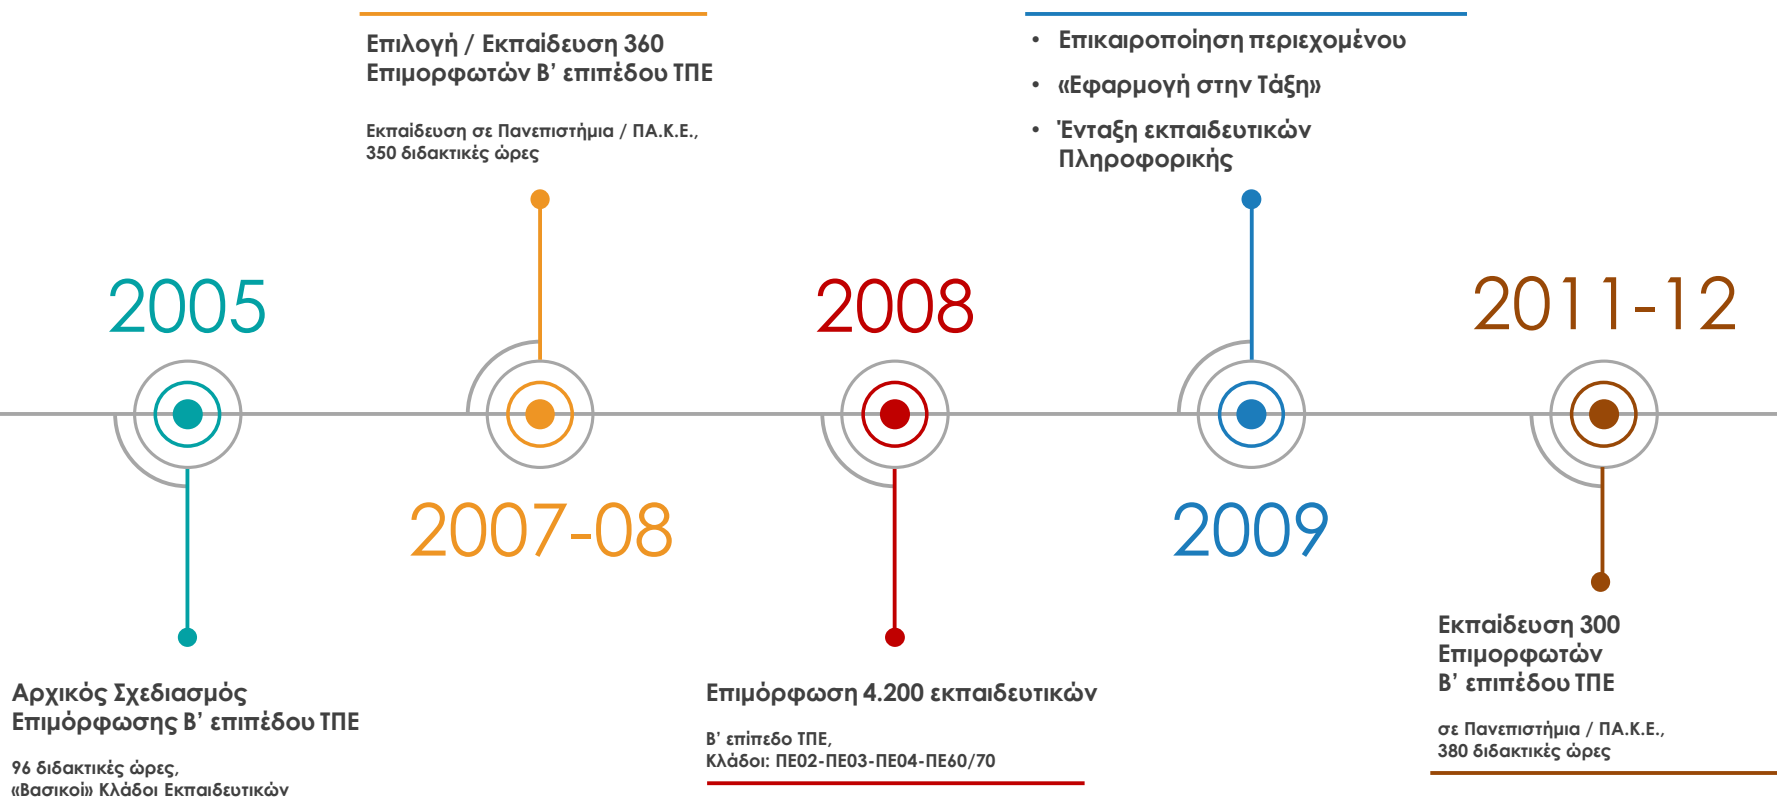 Επιλογή / Εκπαίδευση 360
Επιμορφωτών Β’ επιπέδου ΤΠΕ
Εκπαίδευση σε Πανεπιστήμια / ΠΑ.Κ.Ε.,
350 διδακτικές ώρες
• Επικαιροποίηση περιεχομένου
• «Εφαρμογή στην Τάξη»
• Ένταξη εκπαιδευτικών
Πληροφορικής
2005
2007-08
2008
2009
2011-12
Αρχικός Σχεδιασμός
Επιμόρφωσης Β’ επιπέδου ΤΠΕ
96 διδακτικές ώρες,
«Βασικοί» Κλάδοι Εκπαιδευτικών
Επιμόρφωση 4.200 εκπαιδευτικών
Β’ επίπεδο ΤΠΕ,
Κλάδοι: ΠΕ02-ΠΕ03-ΠΕ04-ΠΕ60/70
Εκπαίδευση 300
Επιμορφωτών
Β’ επιπέδου ΤΠΕ
σε Πανεπιστήμια / ΠΑ.Κ.Ε.,
380 διδακτικές ώρες